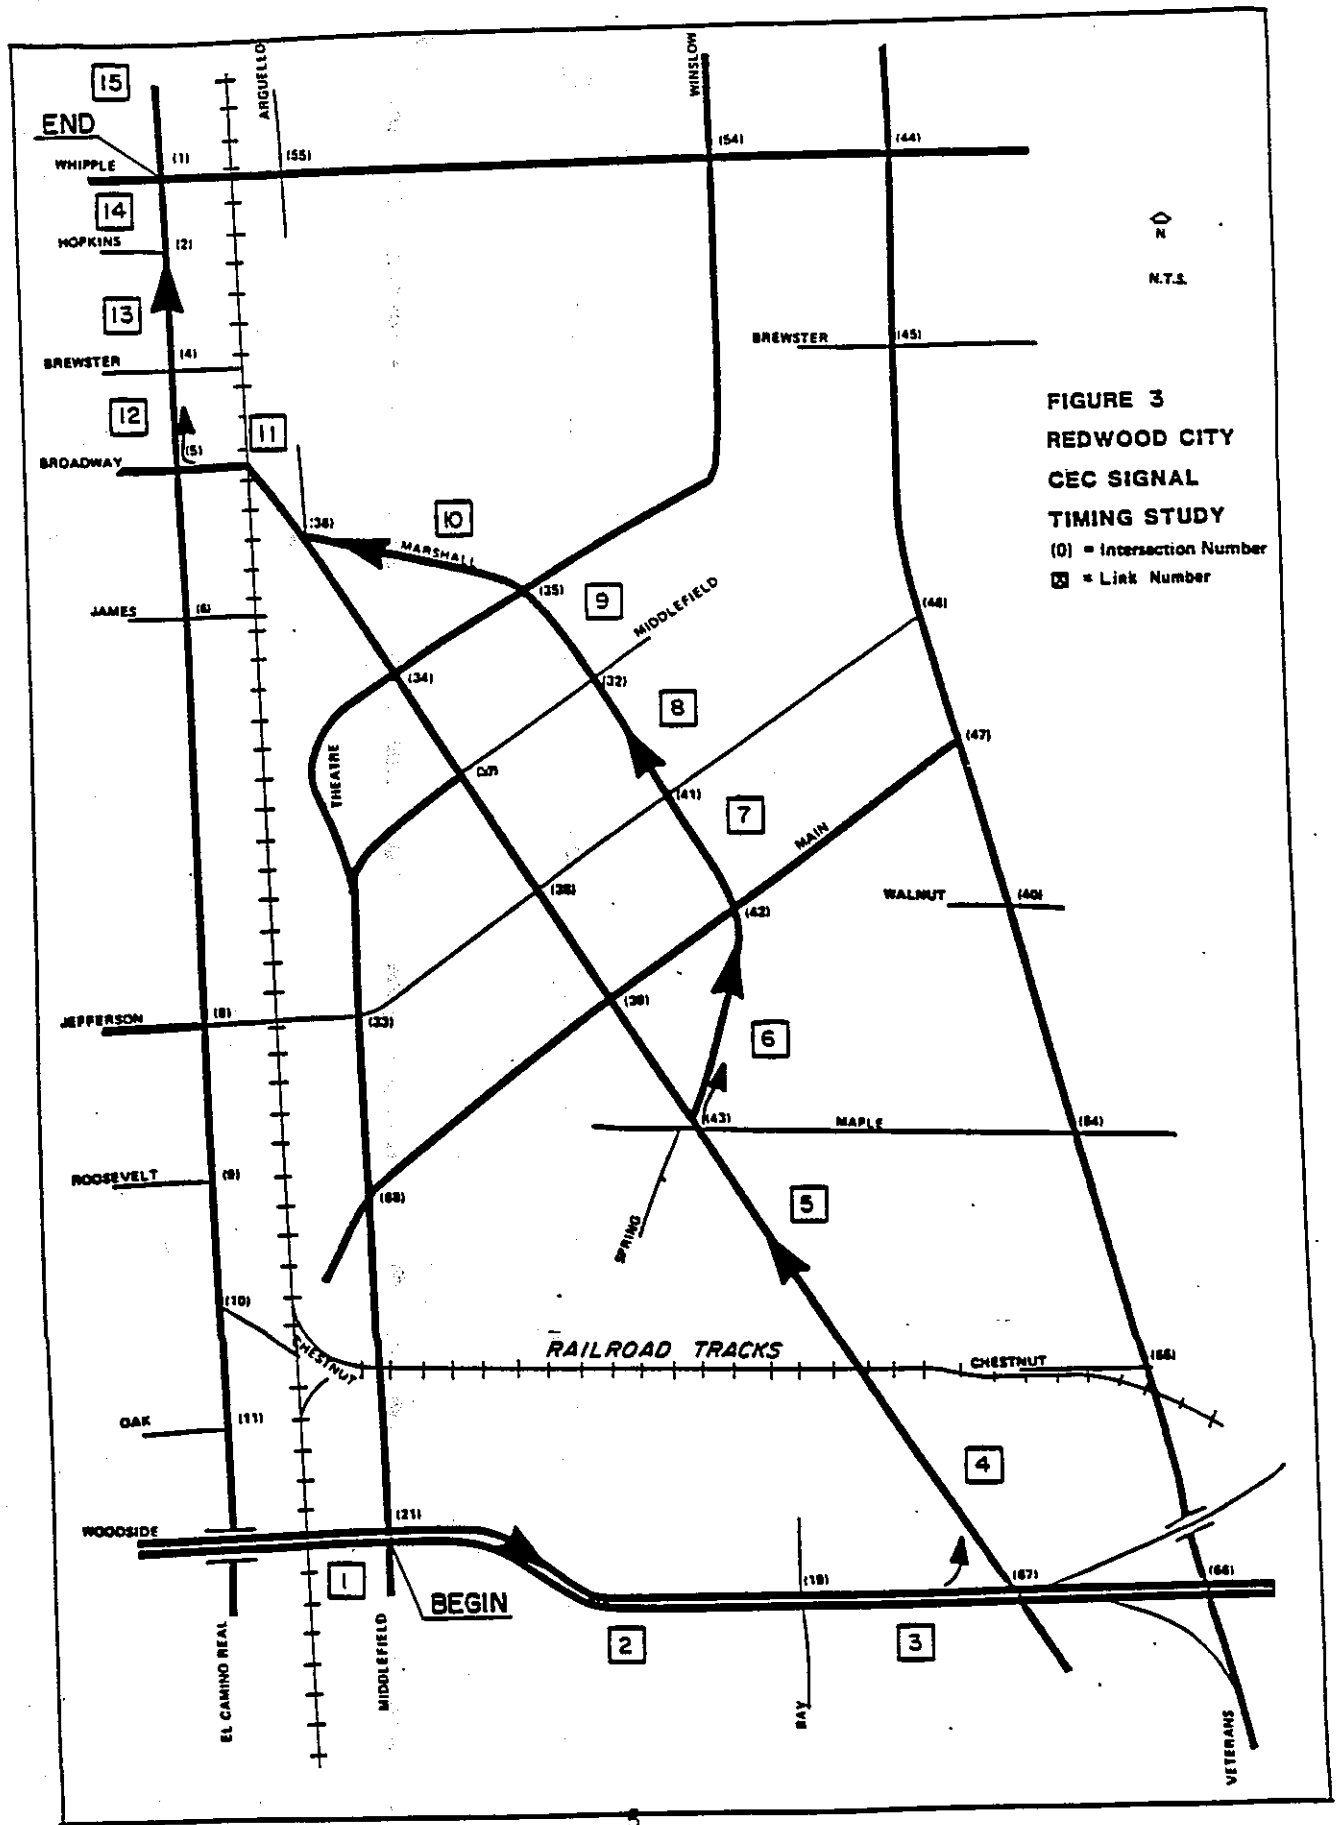 15
ARGUELLO
WINSLOW
END
(1)
(55)
(54)
(44)
WHIPPLE
14
HOPKINS
(2)
N
N.T.S.
13
BREWSTER
(4)
BREWSTER
(45)
12
11
FIGURE 3
REDWOOD CITY
CEC SIGNAL
TIMING STUDY
(0) = Intersection Number
X = Link Number
BROADWAY
(5)
(36)
10
MARSHALL
(35)
9
MIDDLEFIELD
JAMES
(6)
(46)
(34)
(32)
8
(47)
THEATRE
(41)
7
MAIN
(38)
WALNUT
(40)
(42)
JEFFERSON
(8)
(33)
(39)
6
(43)
MAPLE
(64)
ROOSEVELT
(9)
(68)
5
SPRING
(10)
CHESTNUT
RAILROAD TRACKS
CHESTNUT
(65)
OAK
(11)
4
WOODSIDE
(21)
1
BEGIN
(19)
(67)
(66)
2
3
EL CAMINO REAL
MIDDLEFIELD
BAY
VETERANS
5